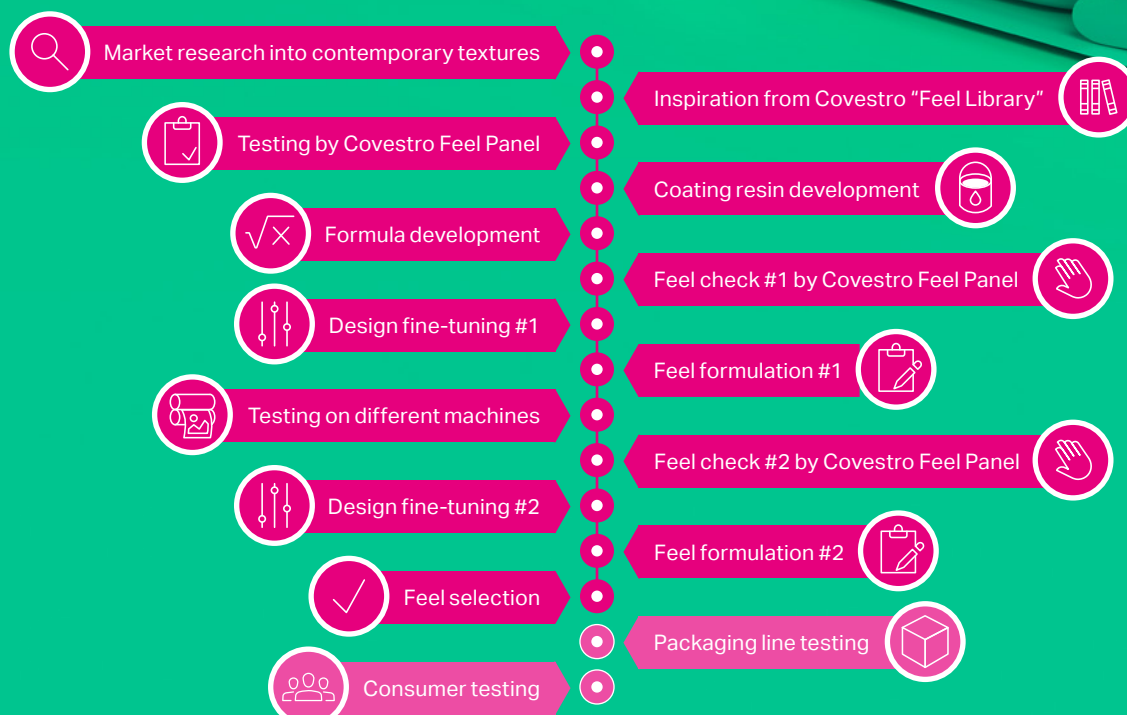 Market research into contemporary textures
Inspiration from Covestro “Feel Library”
Testing by Covestro Feel Panel
Coating resin development
Formula development
Feel check #1 by Covestro Feel Panel
Design fine-tuning #1
Feel formulation #1
Testing on different machines
Feel check #2 by Covestro Feel Panel
Design fine-tuning #2
Feel formulation #2
Feel selection
Packaging line testing
Consumer testing